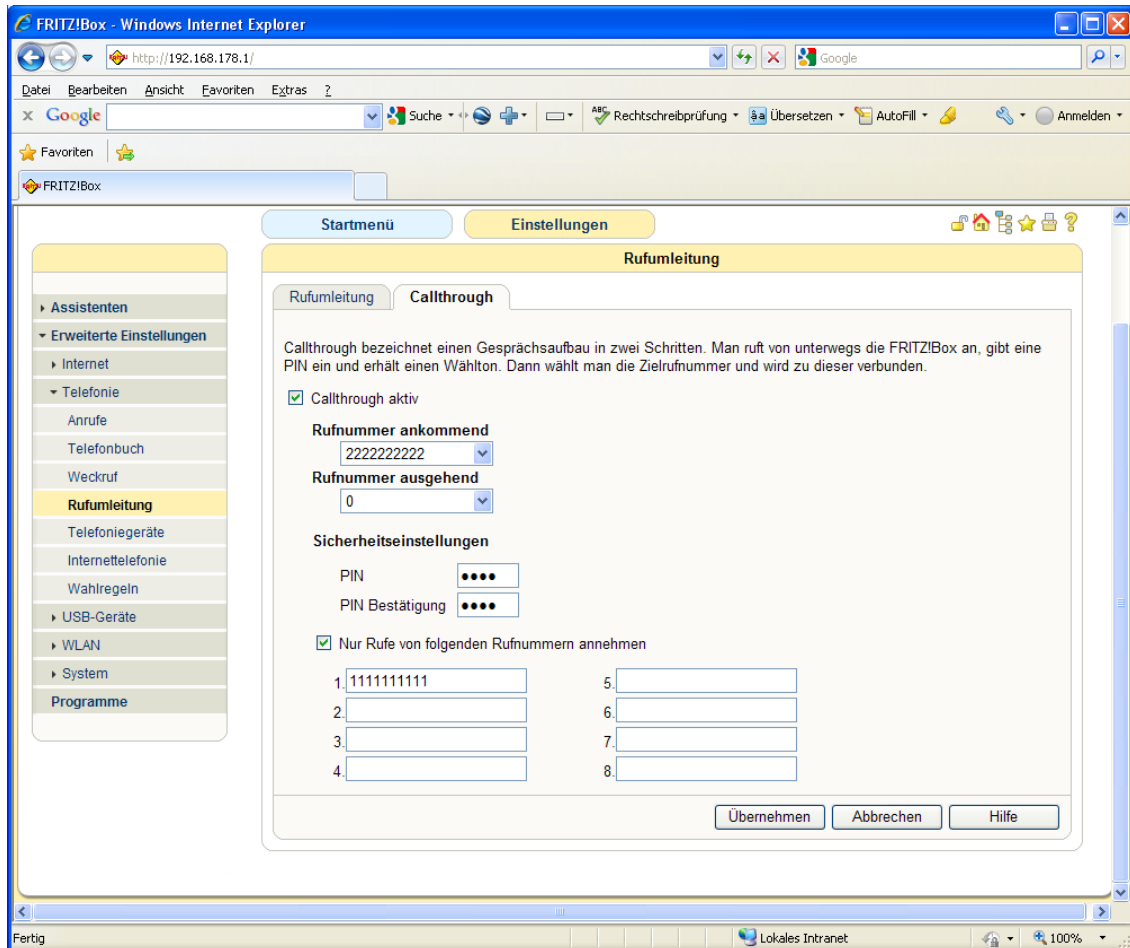 FRITZ!Box - Windows Internet Explorer
http://192.168.178.1/
Google
Datei Bearbeiten Ansicht Favoriten Extras ?
x Google Suche ABC Rechtschreibprüfung âa Übersetzen AutoFill Anmelden
Favoriten
FRITZ!Box
Startmenü Einstellungen
Rufumleitung
Rufumleitung Callthrough
Assistenten
Erweiterte Einstellungen
Internet
Telefonie
Anrufe
Telefonbuch
Weckruf
Rufumleitung
Telefoniegeräte
Internettelefonie
Wahlregeln
USB-Geräte
WLAN
System
Programme
Callthrough bezeichnet einen Gesprächsaufbau in zwei Schritten. Man ruft von unterwegs die FRITZ!Box an, gibt eine
PIN ein und erhält einen Wählton. Dann wählt man die Zielrufnummer und wird zu dieser verbunden.
Callthrough aktiv
Rufnummer ankommend
2222222222
Rufnummer ausgehend
0
Sicherheitseinstellungen
PIN ●●●●
PIN Bestätigung ●●●●
Nur Rufe von folgenden Rufnummern annehmen
1. 1111111111 5.
2. 6.
3. 7.
4. 8.
Übernehmen Abbrechen Hilfe
Fertig Lokales Intranet 100%